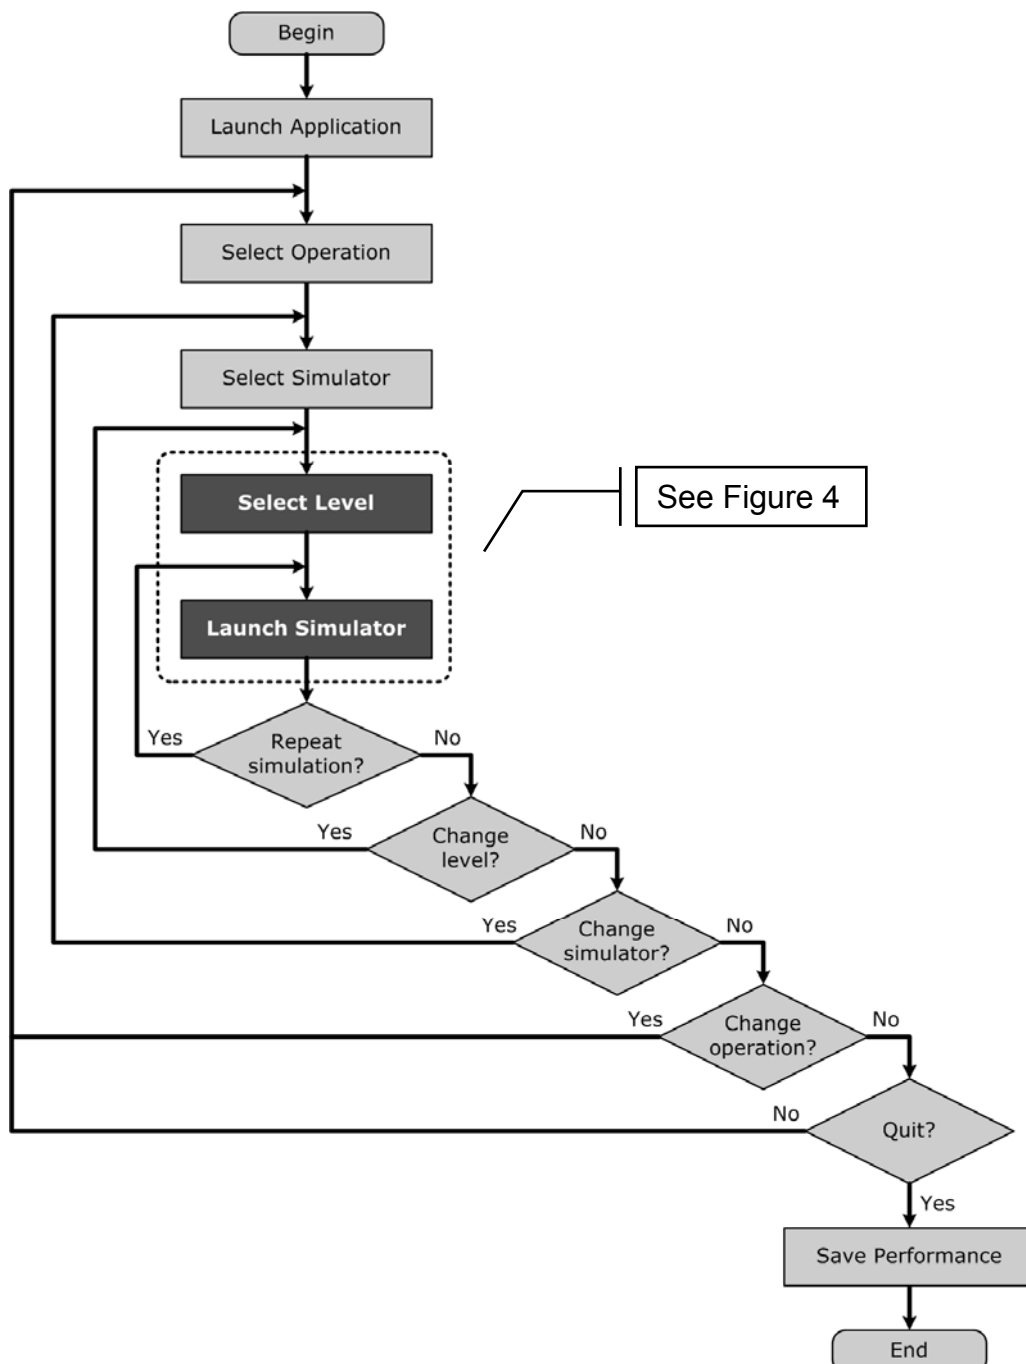 Begin
Launch Application
Select Operation
Select Simulator
Select Level
See Figure 4
Launch Simulator
Yes
Repeat
simulation?
No
Yes
Change
level?
No
Yes
Change
simulator?
No
Yes
Change
operation?
No
No
Quit?
Yes
Save Performance
End